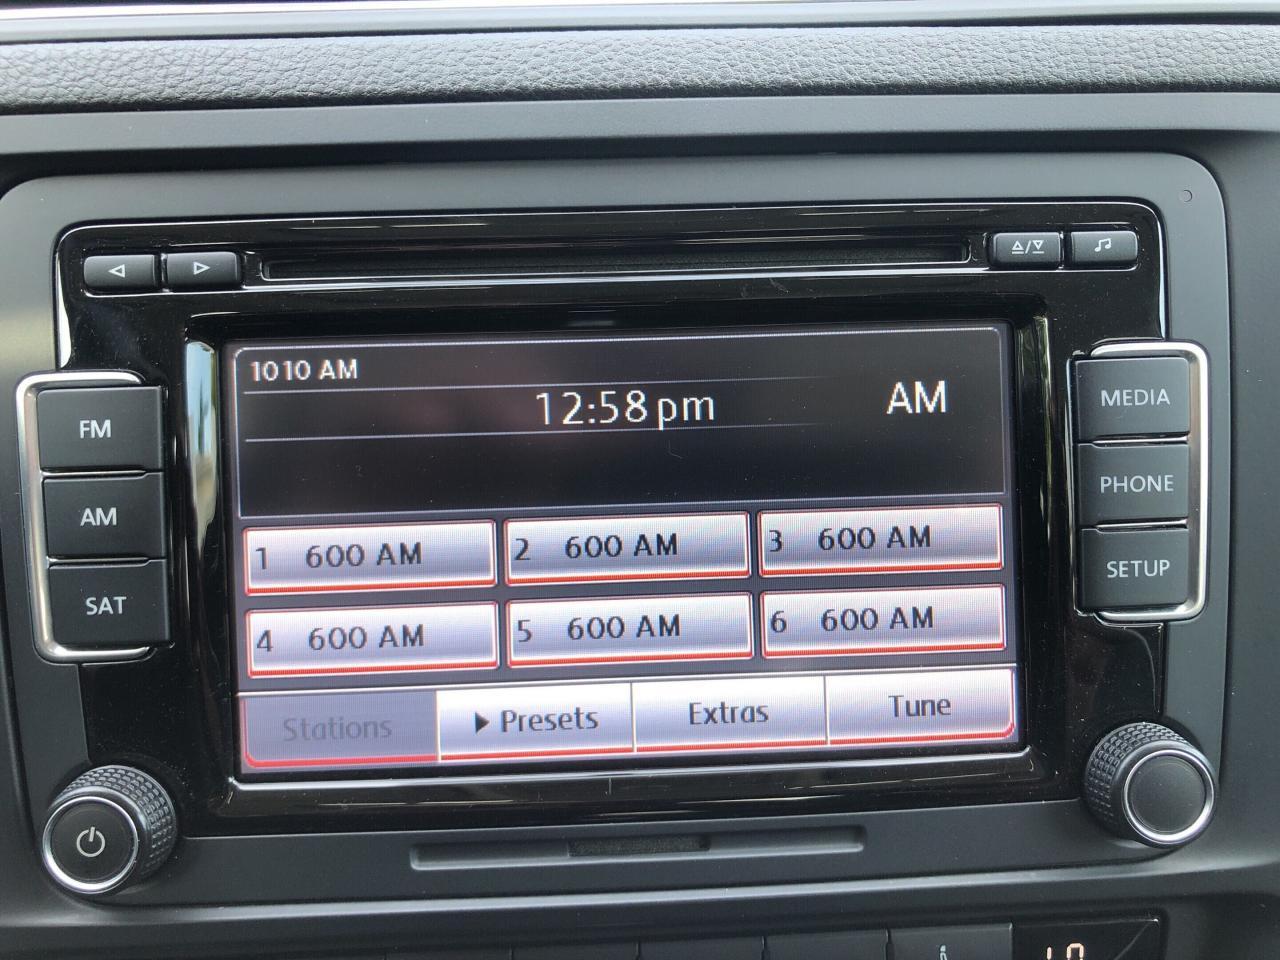 1010 AM
12:58 pm
AM
FM
AM
SAT
MEDIA
PHONE
SETUP
1 600 AM
2 600 AM
3 600 AM
4 600 AM
5 600 AM
6 600 AM
Stations
Presets
Extras
Tune